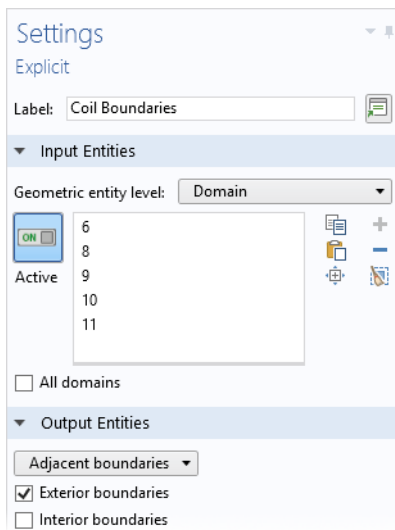 Settings
Explicit
Label: Coil Boundaries
Input Entities
Geometric entity level: Domain
ON
6
8
9
10
11
Active
All domains
Output Entities
Adjacent boundaries
Exterior boundaries
Interior boundaries